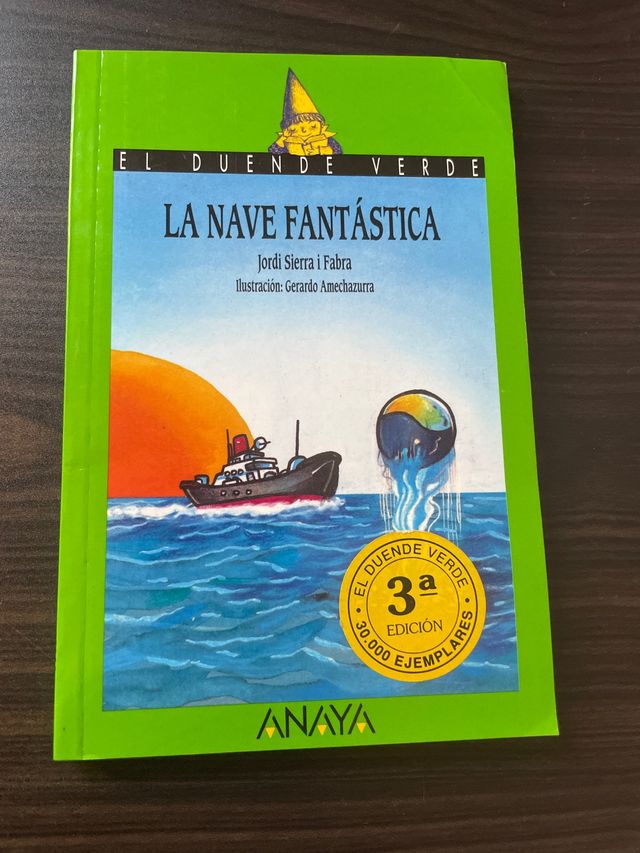 EL DUENDE VERDE
LA NAVE FANTÁSTICA
Jordi Sierra i Fabra
Ilustración: Gerardo Amechazurra
· EL DUENDE VERDE ·
3ª
EDICIÓN
30.000 EJEMPLARES
ANAYA